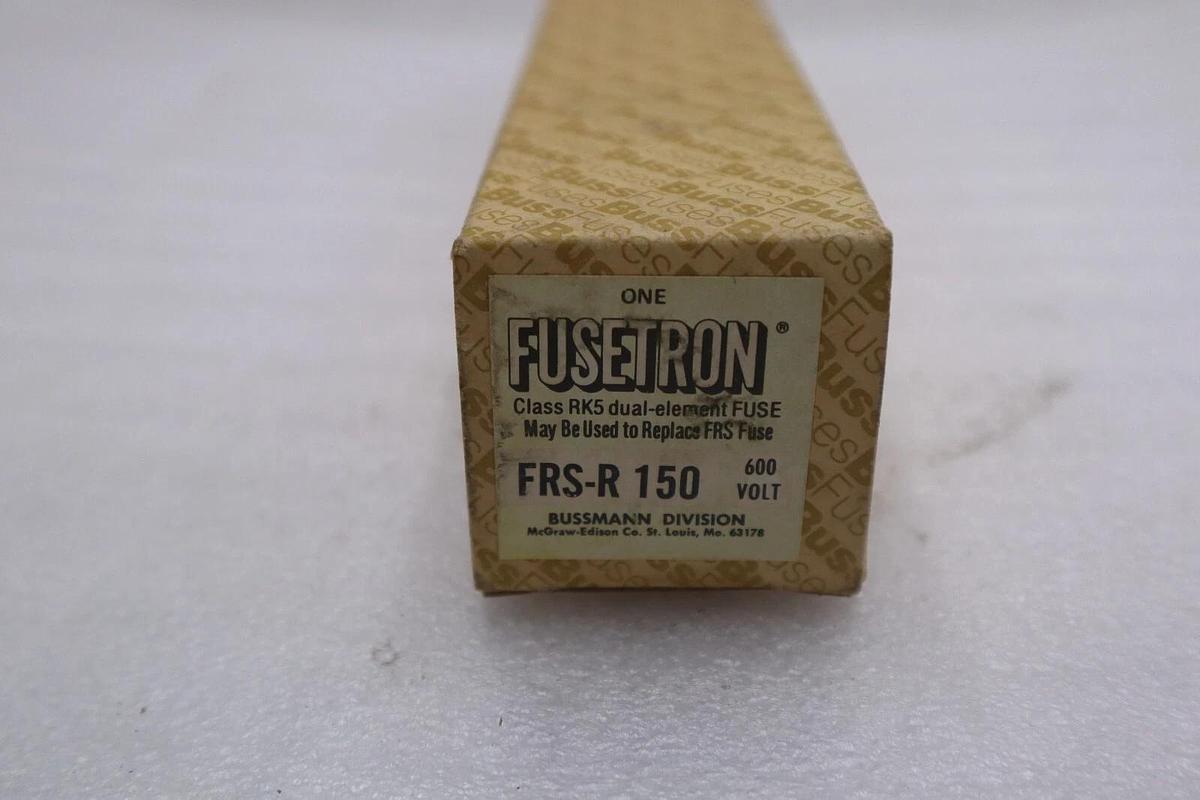 ONE
FUSETRON®
Class RK5 dual-element FUSE
May Be Used to Replace FRS Fuse
FRS-R 150 600 VOLT
BUSSMANN DIVISION
McGraw-Edison Co. St. Louis, Mo. 63178
BussFuses